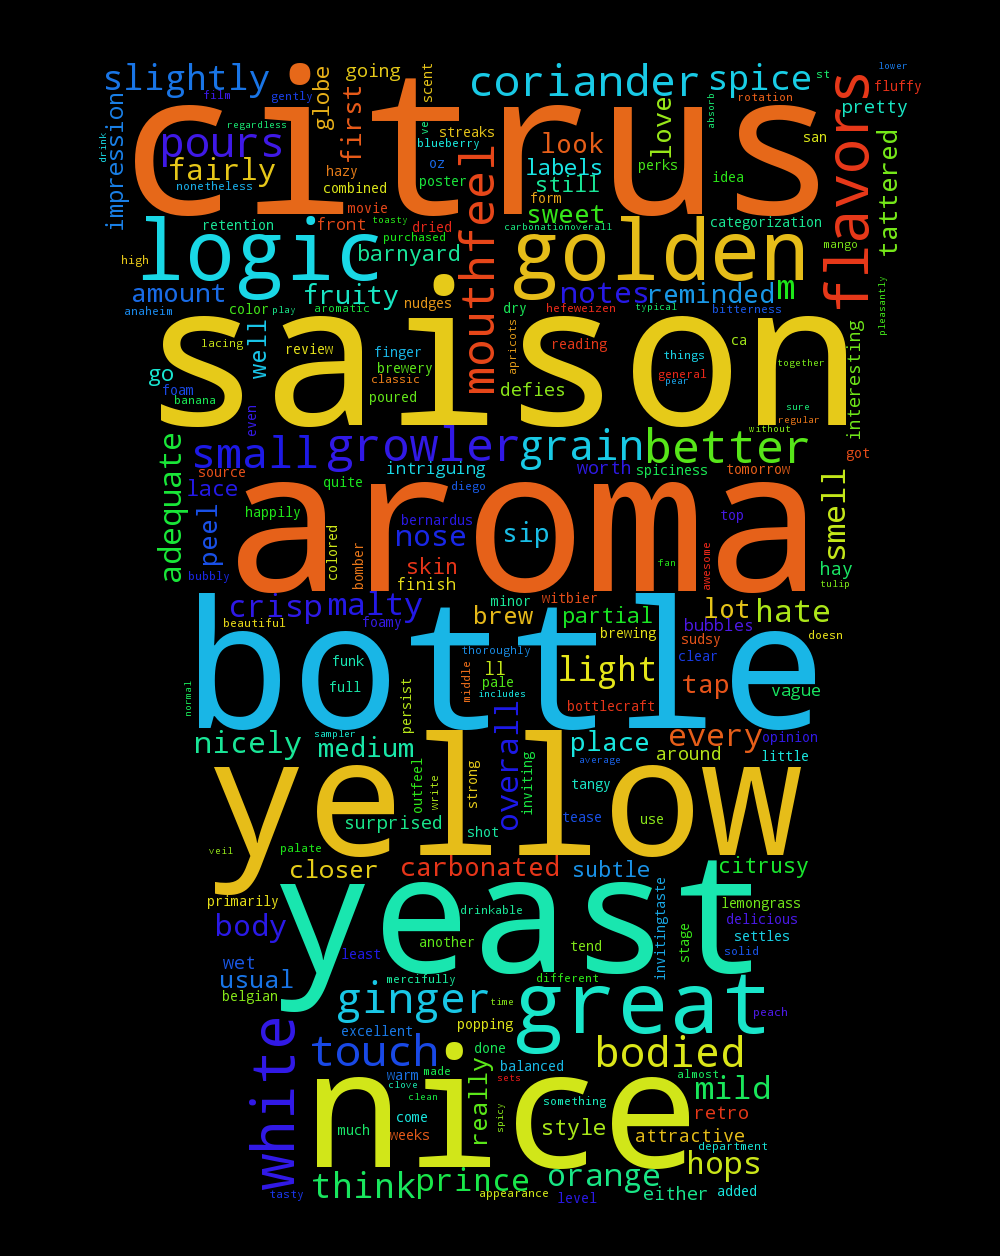 slightly
going
scent
coriander
spice
st
lower
fluffy
film
gently
globe
first
citrus
absorb
rotation
flavors
pretty
impression
drink
regardless
pours
ve
streaks
blueberry
look
love
san
tattered
fairly
nonetheless
hazy
combined
oz
poster
mouthfeel
labels
still
perks
idea
form
movie
retention
front
toasty
dried
purchased
sweet
carbonationoverall
categorization
logic
barnyard
golden
mango
high
amount
anaheim
fruity
nudges
notes
reminded
m
pleasantly
color
play
aromatic
dry
hefeweizen
typical
bitterness
saison
lacing
well
review
finger
brewery
classic
poured
apricots
reading
defies
things
general
pear
ca
together
interesting
go
foam
banana
even
sure
regular
without
small
growler
grain
better
got
adequate
source
intriguing
worth
spiciness
tomorrow
smell
lace
quite
diego
peel
happily
aroma
bernardus
nose
sip
top
colored
bomber
skin
finish
fan
awesome
hay
tulip
bubbly
crisp
malty
minor
witbier
brew
partial
lot
hate
beautiful
foamy
brewing
bubbles
sudsy
doesn
bottle
funk
full
thoroughly
middle
ll
pale
includes
light
clear
tap
vague
normal
persist
bottlecraft
nicely
sampler
medium
overall
place
every
opinion
around
little
average
yellow
outfeel
write
strong
inviting
tangy
surprised
shot
tease
use
veil
palate
closer
carbonated
subtle
citrusy
primarily
yeast
drinkable
lemongrass
delicious
body
another
tend
invitingtaste
stage
settles
solid
least
wet
usual
belgian
mercifully
different
ginger
time
great
peach
excellent
popping
white
touch
done
balanced
bodied
nice
warm
made
clove
clean
really
sets
almost
mild
come
something
retro
spicy
much
weeks
style
attractive
department
hops
think
prince
orange
tasty
appearance
level
either
added